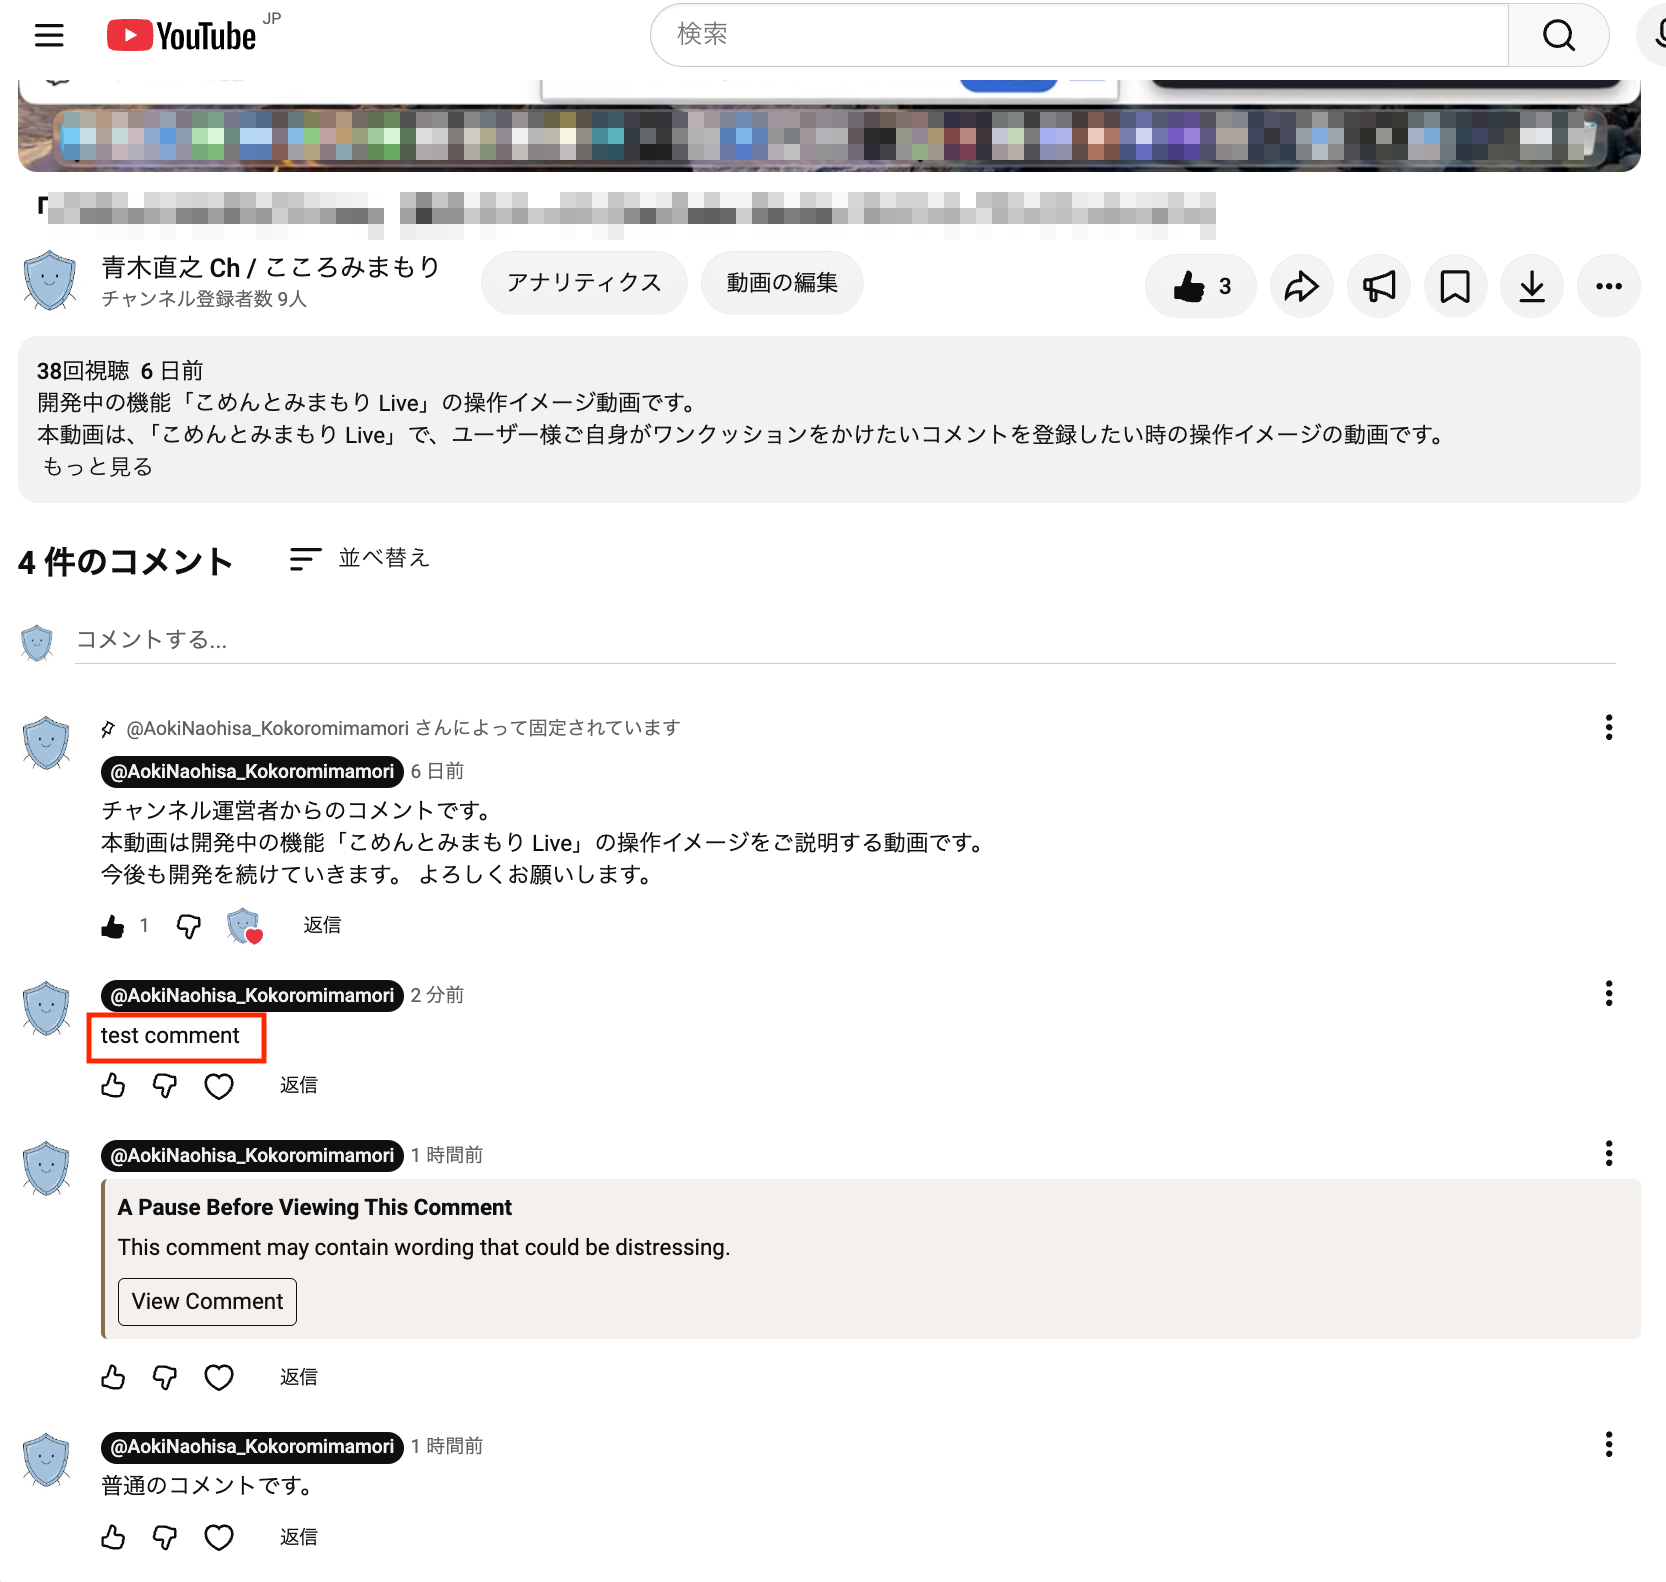 YouTube JP
検索
青木直之 Ch / こころみまもり
チャンネル登録者数 9人
アナリティクス
動画の編集
3
38回視聴 6 日前
開発中の機能「こめんとみまもり Live」の操作イメージ動画です。
本動画は、「こめんとみまもり Live」で、ユーザー様ご自身がワンクッションをかけたいコメントを登録したい時の操作イメージの動画です。
もっと見る
4 件のコメント
並べ替え
コメントする...
@AokiNaohisa_Kokoromimamori さんによって固定されています
@AokiNaohisa_Kokoromimamori 6 日前
チャンネル運営者からのコメントです。
本動画は開発中の機能「こめんとみまもり Live」の操作イメージをご説明する動画です。
今後も開発を続けていきます。 よろしくお願いします。
1
返信
@AokiNaohisa_Kokoromimamori 2 分前
test comment
返信
@AokiNaohisa_Kokoromimamori 1 時間前
A Pause Before Viewing This Comment
This comment may contain wording that could be distressing.
View Comment
返信
@AokiNaohisa_Kokoromimamori 1 時間前
普通のコメントです。
返信